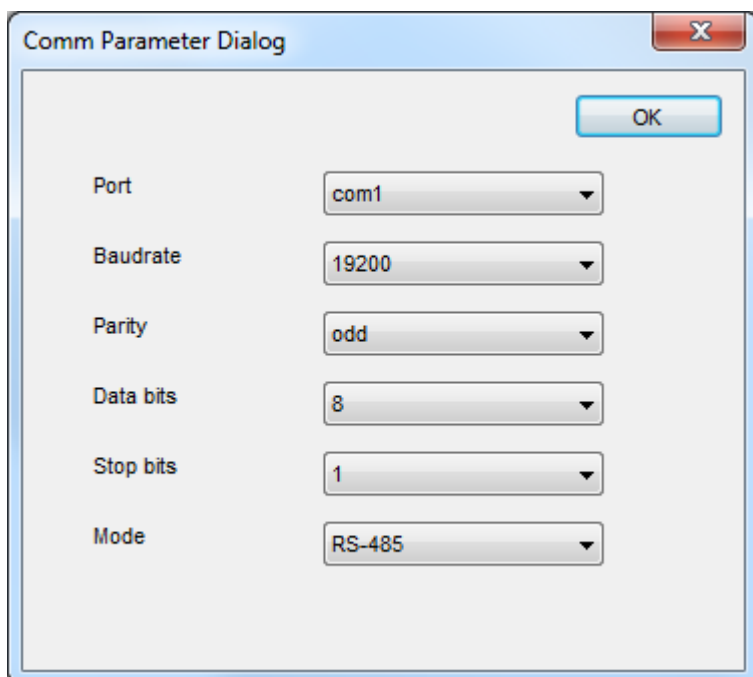 Comm Parameter Dialog
OK
Port com1
Baudrate 19200
Parity odd
Data bits 8
Stop bits 1
Mode RS-485